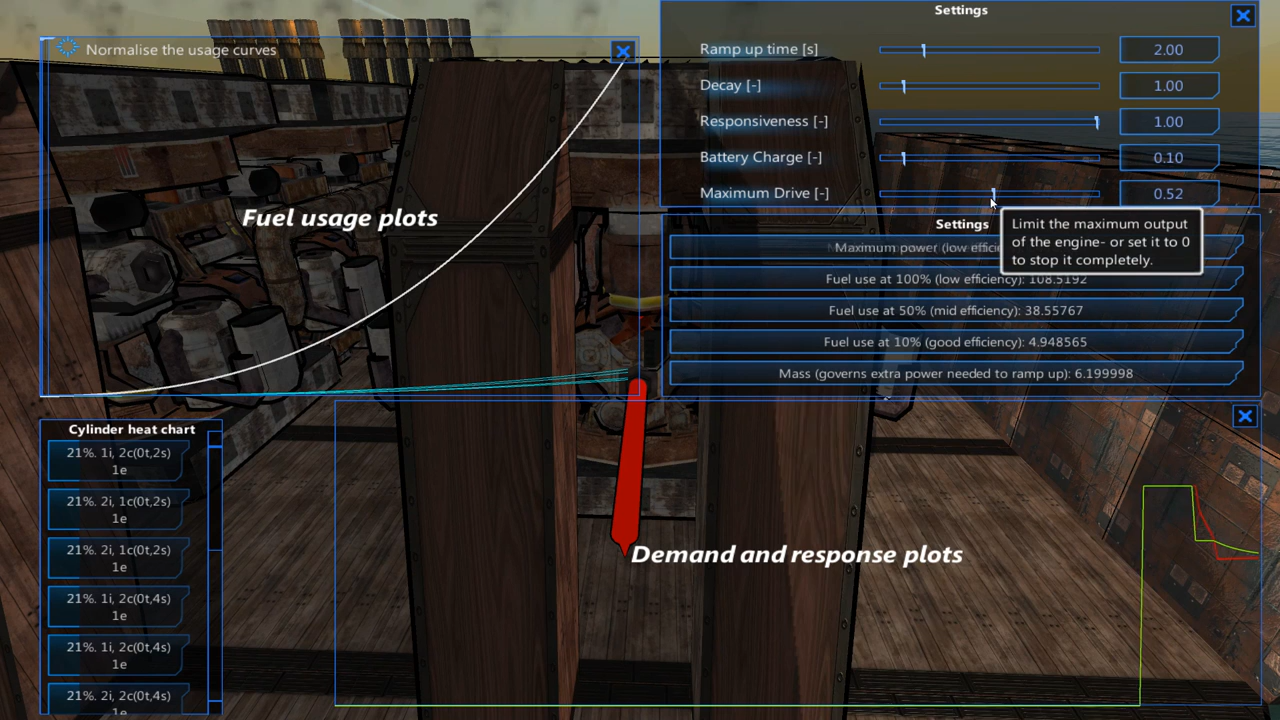 Settings
Normalise the usage curves
Ramp up time [s] 2.00
Decay [-] 1.00
Responsiveness [-] 1.00
Battery Charge [-] 0.10
Maximum Drive [-] 0.52
Fuel usage plots
Settings
Limit the maximum output
of the engine- or set it to 0
to stop it completely.
Maximum power (low
Fuel use at 100% (low efficiency): 108.5192
Fuel use at 50% (mid efficiency): 38.55767
Fuel use at 10% (good efficiency): 4.948565
Mass (governs extra power needed to ramp up): 6.199998
Cylinder heat chart
21%. 1i, 2c(0t,2s)
1e
21%. 2i, 1c(0t,2s)
1e
21%. 2i, 1c(0t,2s)
1e
21%. 1i, 2c(0t,4s)
1e
21%. 1i, 2c(0t,4s)
1e
21%. 2i, 2c(0t,4s)
1e
Demand and response plots